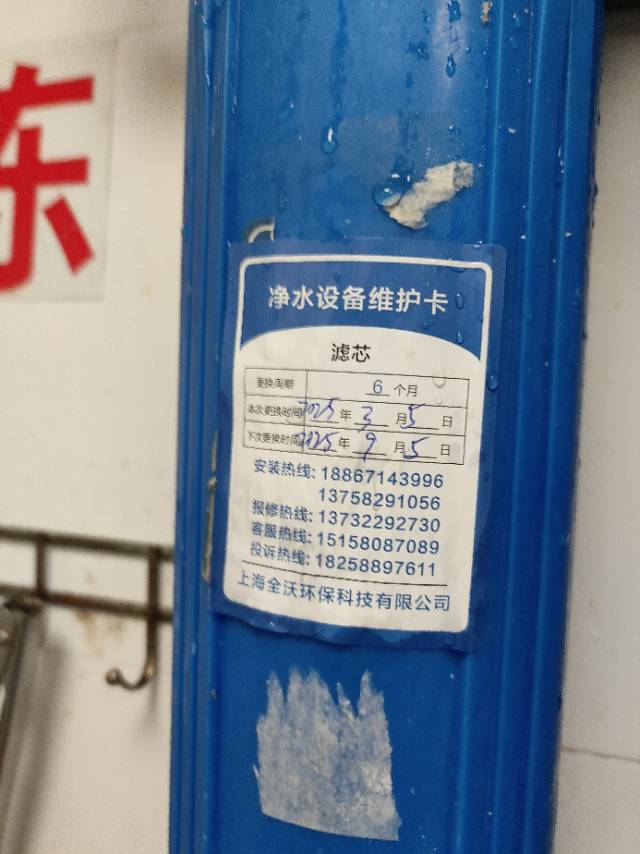 东
净水设备维护卡
滤芯
更换周期 6 个月
本次更换时间 2025 年 3 月 5 日
下次更换时间 2025 年 9 月 5 日
安装热线: 18867143996
13758291056
报修热线: 13732292730
客服热线: 15158087089
投诉热线: 18258897611
上海全沃环保科技有限公司